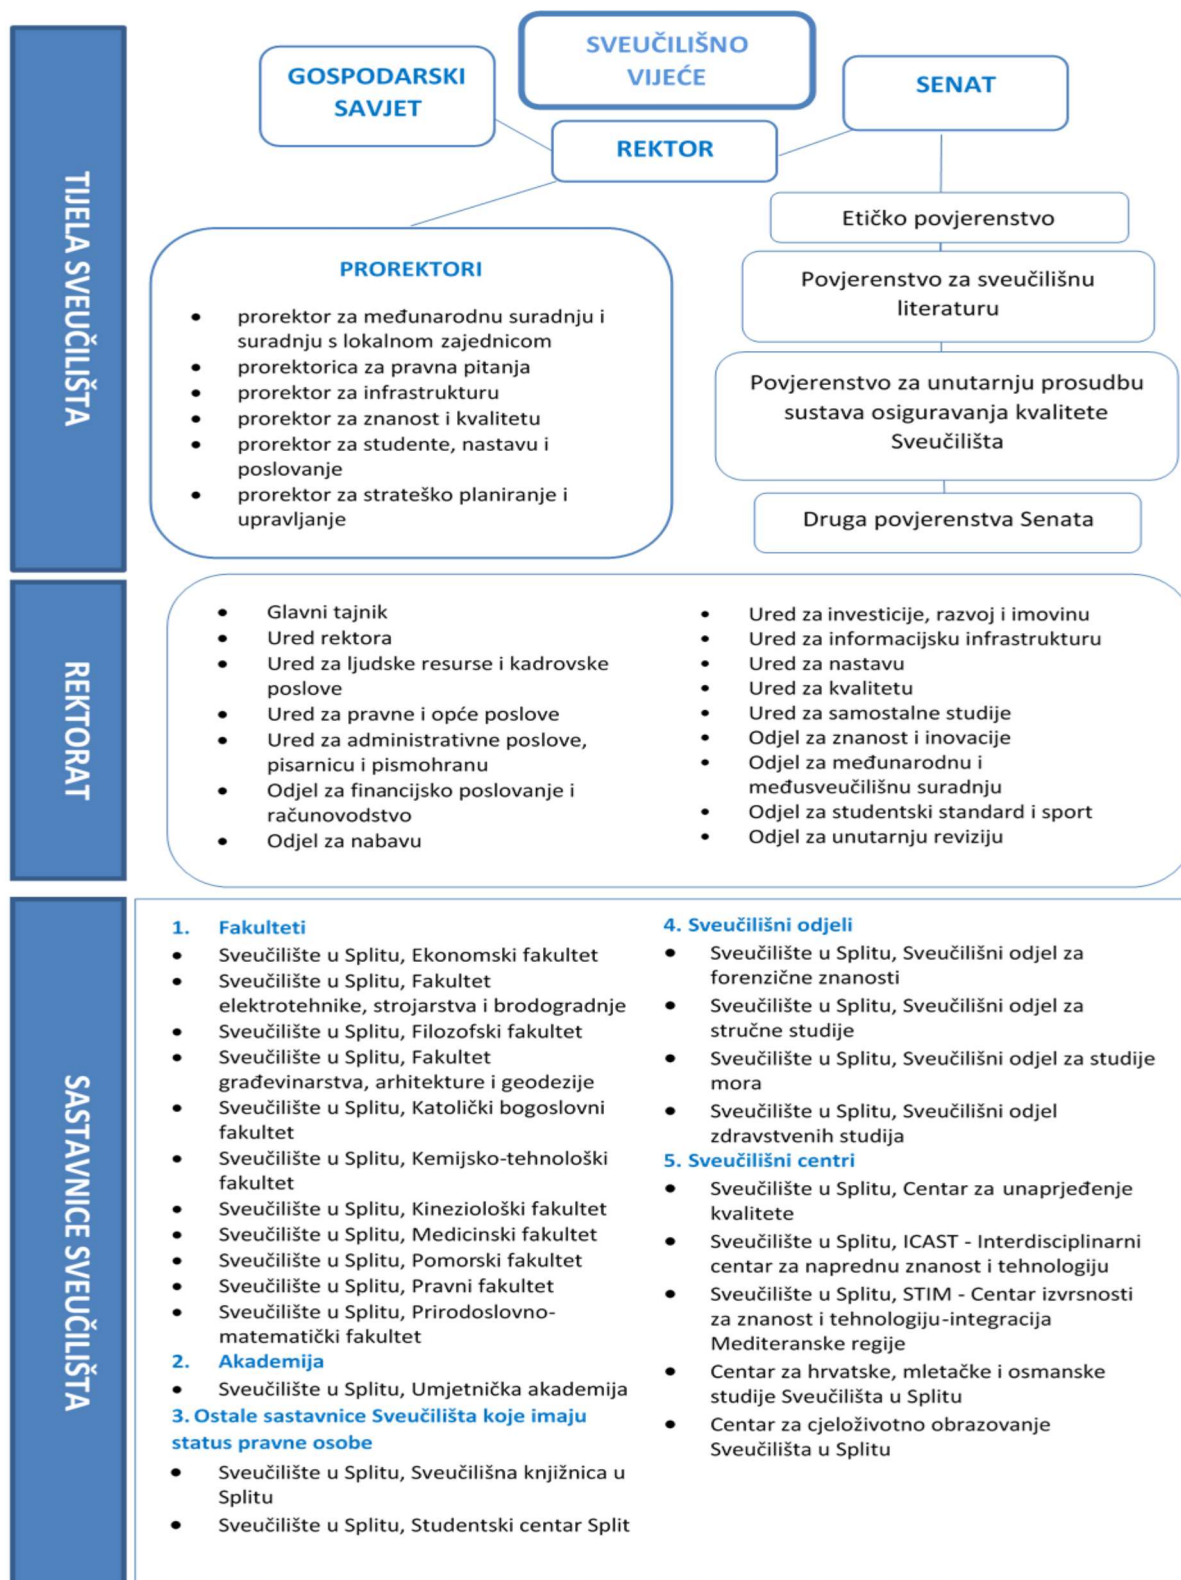 TIJELA SVEUČILIŠTA
SVEUČILIŠNO
VIJEĆE
GOSPODARSKI
SAVJET
SENAT
REKTOR
PROREKTORI
• prorektor za međunarodnu suradnju i
suradnju s lokalnom zajednicom
• prorektorica za pravna pitanja
• prorektor za infrastrukturu
• prorektor za znanost i kvalitetu
• prorektor za studente, nastavu i
poslovanje
• prorektor za strateško planiranje i
upravljanje
Etičko povjerenstvo
Povjerenstvo za sveučilišnu
literaturu
Povjerenstvo za unutarnju prosudbu
sustava osiguravanja kvalitete
Sveučilišta
Druga povjerenstva Senata
REKTORAT
• Glavni tajnik
• Ured rektora
• Ured za ljudske resurse i kadrovske
poslove
• Ured za pravne i opće poslove
• Ured za administrativne poslove,
pisarnicu i pismohranu
• Odjel za financijsko poslovanje i
računovodstvo
• Odjel za nabavu
• Ured za investicije, razvoj i imovinu
• Ured za informacijsku infrastrukturu
• Ured za nastavu
• Ured za kvalitetu
• Ured za samostalne studije
• Odjel za znanost i inovacije
• Odjel za međunarodnu i
međusveučilišnu suradnju
• Odjel za studentski standard i sport
• Odjel za unutarnju reviziju
SASTAVNICE SVEUČILIŠTA
1. Fakulteti
• Sveučilište u Splitu, Ekonomski fakultet
• Sveučilište u Splitu, Fakultet
elektrotehnike, strojarstva i brodogradnje
• Sveučilište u Splitu, Filozofski fakultet
• Sveučilište u Splitu, Fakultet
građevinarstva, arhitekture i geodezije
• Sveučilište u Splitu, Katolički bogoslovni
fakultet
• Sveučilište u Splitu, Kemijsko-tehnološki
fakultet
• Sveučilište u Splitu, Kineziološki fakultet
• Sveučilište u Splitu, Medicinski fakultet
• Sveučilište u Splitu, Pomorski fakultet
• Sveučilište u Splitu, Pravni fakultet
• Sveučilište u Splitu, Prirodoslovno-
matematički fakultet
2. Akademija
• Sveučilište u Splitu, Umjetnička akademija
3. Ostale sastavnice Sveučilišta koje imaju
status pravne osobe
• Sveučilište u Splitu, Sveučilišna knjižnica u
Splitu
• Sveučilište u Splitu, Studentski centar Split
4. Sveučilišni odjeli
• Sveučilište u Splitu, Sveučilišni odjel za
forenzične znanosti
• Sveučilište u Splitu, Sveučilišni odjel za
stručne studije
• Sveučilište u Splitu, Sveučilišni odjel za studije
mora
• Sveučilište u Splitu, Sveučilišni odjel
zdravstvenih studija
5. Sveučilišni centri
• Sveučilište u Splitu, Centar za unaprjeđenje
kvalitete
• Sveučilište u Splitu, ICAST - Interdisciplinarni
centar za naprednu znanost i tehnologiju
• Sveučilište u Splitu, STIM - Centar izvrsnosti
za znanost i tehnologiju-integracija
Mediteranske regije
• Centar za hrvatske, mletačke i osmanske
studije Sveučilišta u Splitu
• Centar za cjeloživotno obrazovanje
Sveučilišta u Splitu